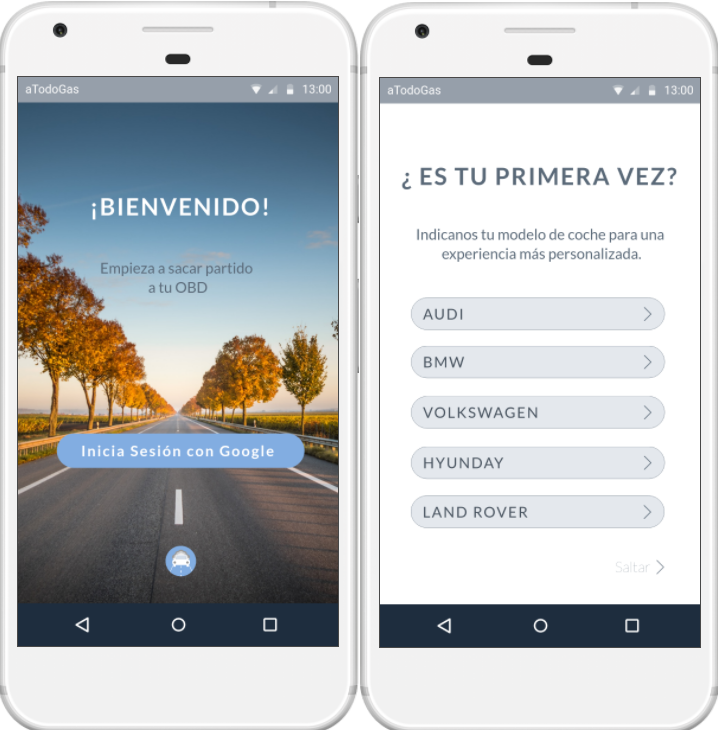 aTodoGas 13:00
¡BIENVENIDO!
Empieza a sacar partido
a tu OBD
Inicia Sesión con Google
aTodoGas 13:00
¿ ES TU PRIMERA VEZ?
Indicanos tu modelo de coche para una
experiencia más personalizada.
AUDI
BMW
VOLKSWAGEN
HYUNDAY
LAND ROVER
Saltar